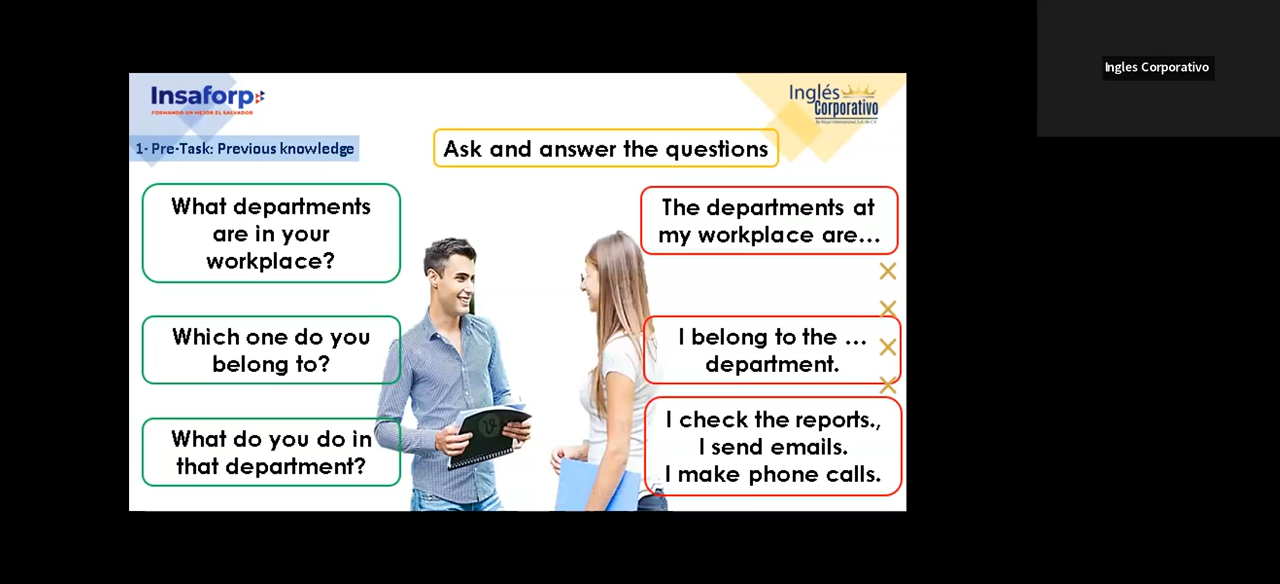 Ingles Corporativo
Insaforp
FORMANDO UN MEJOR EL SALVADOR
Inglés
Corporativo
1- Pre-Task: Previous knowledge
Ask and answer the questions
What departments
are in your
workplace?
The departments at
my workplace are...
Which one do you
belong to?
I belong to the ...
department.
What do you do in
that department?
I check the reports.,
I send emails.
I make phone calls.